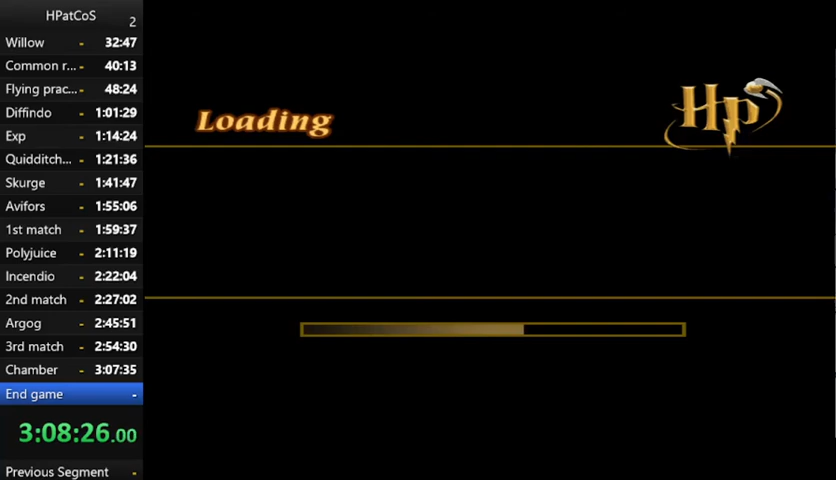 HPatCoS
2
Willow - 32:47
Common r... - 40:13
Flying prac... - 48:24
Diffindo - 1:01:29
Exp - 1:14:24
Quidditch... - 1:21:36
Skurge - 1:41:47
Avifors - 1:55:06
1st match - 1:59:37
Polyjuice - 2:11:19
Incendio - 2:22:04
2nd match - 2:27:02
Argog - 2:45:51
3rd match - 2:54:30
Chamber - 3:07:35
End game -
3:08:26.00
Previous Segment -
Loading
HP